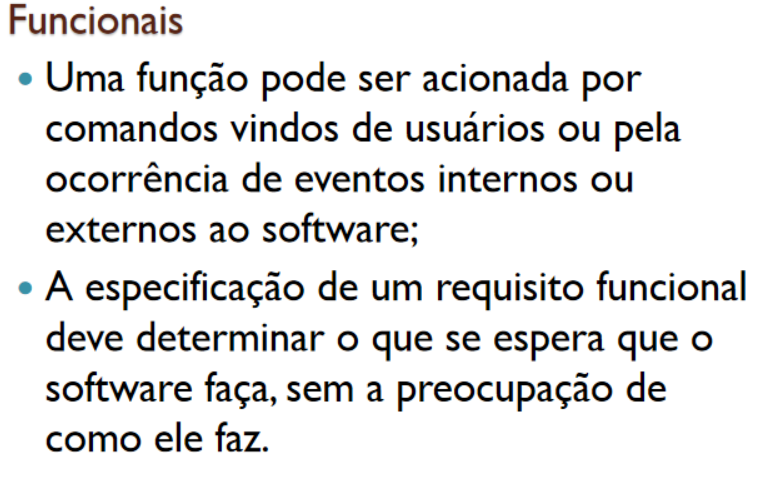 Funcionais
• Uma função pode ser acionada por
comandos vindos de usuários ou pela
ocorrência de eventos internos ou
externos ao software;
• A especificação de um requisito funcional
deve determinar o que se espera que o
software faça, sem a preocupação de
como ele faz.